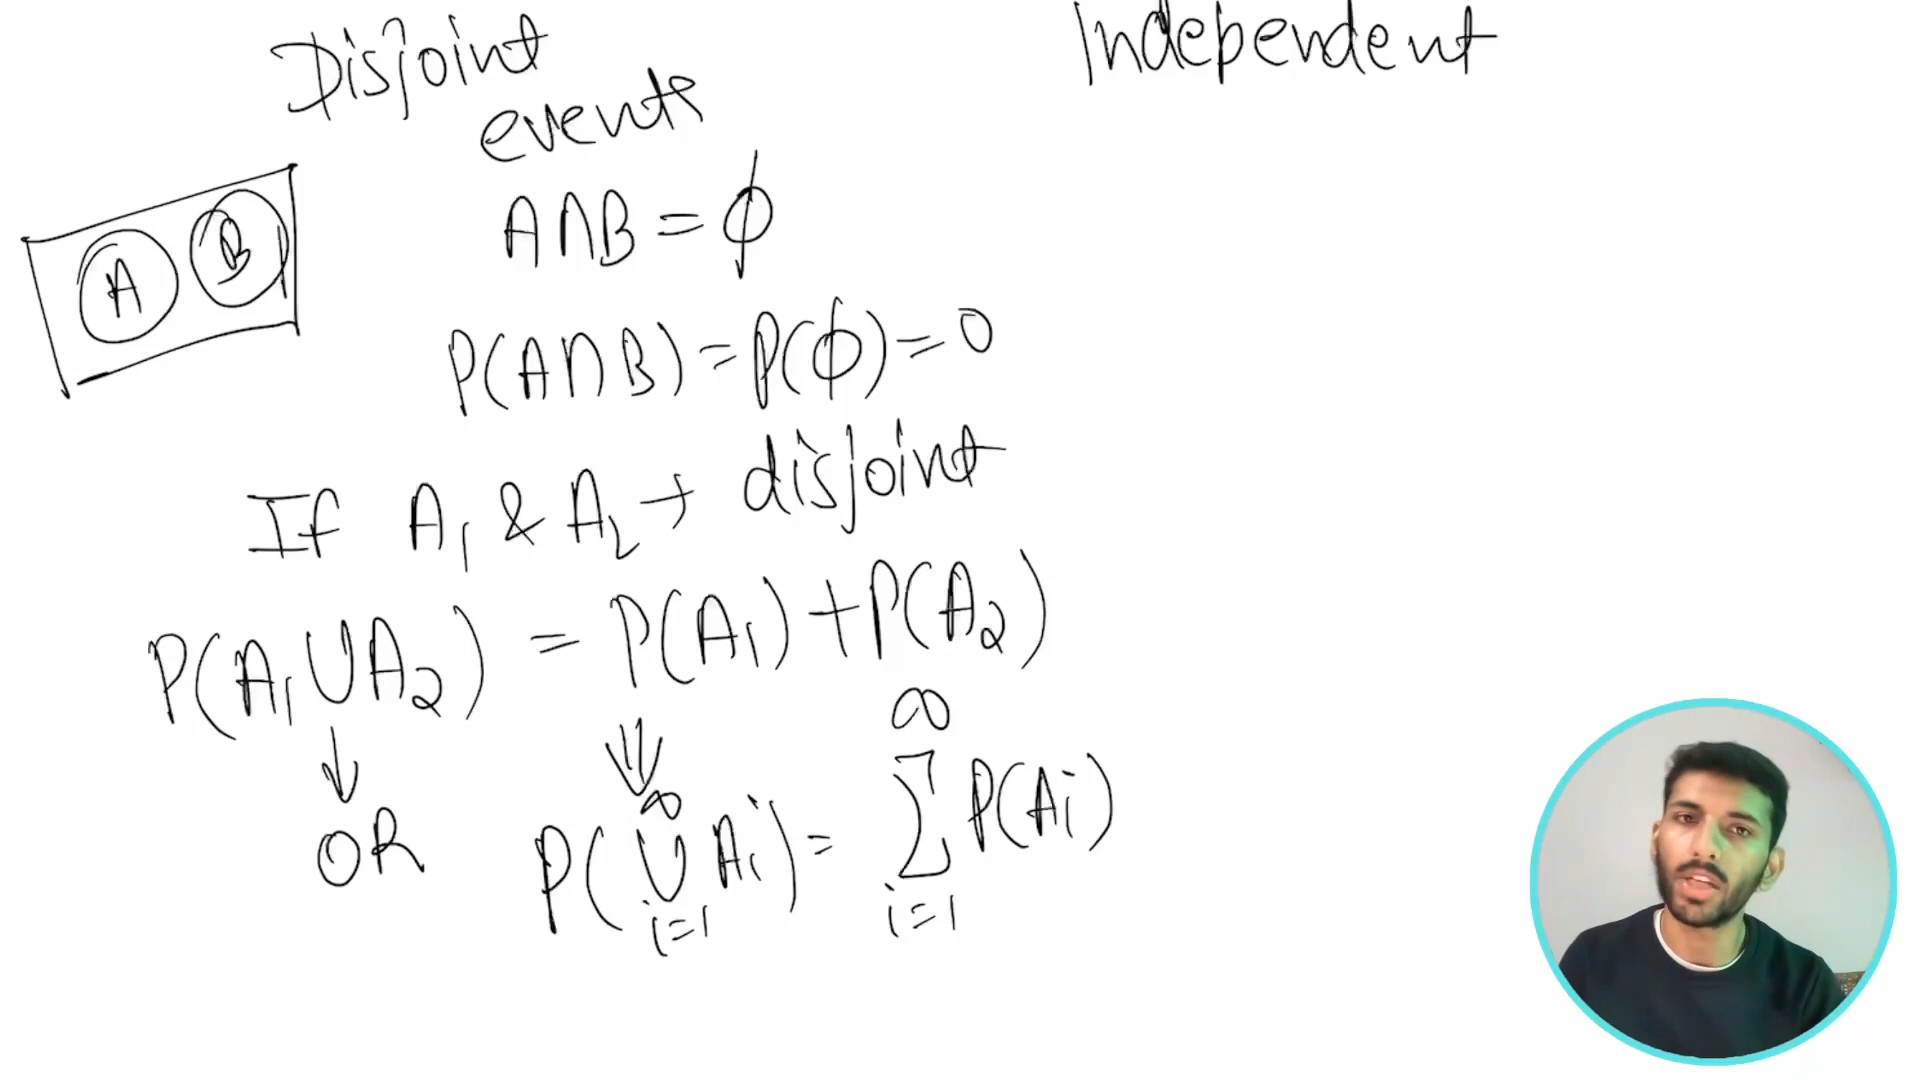 Disjoint
events
Independent
A B
A∩B = ϕ
P(A∩B) = P(ϕ) = 0
If A₁ & A₂ → disjoint
P(A₁∪A₂) = P(A₁) + P(A₂)
↓
OR
⇓
P(⋃_{i=1}^{∞} Ai) = ∑_{i=1}^{∞} P(Ai)